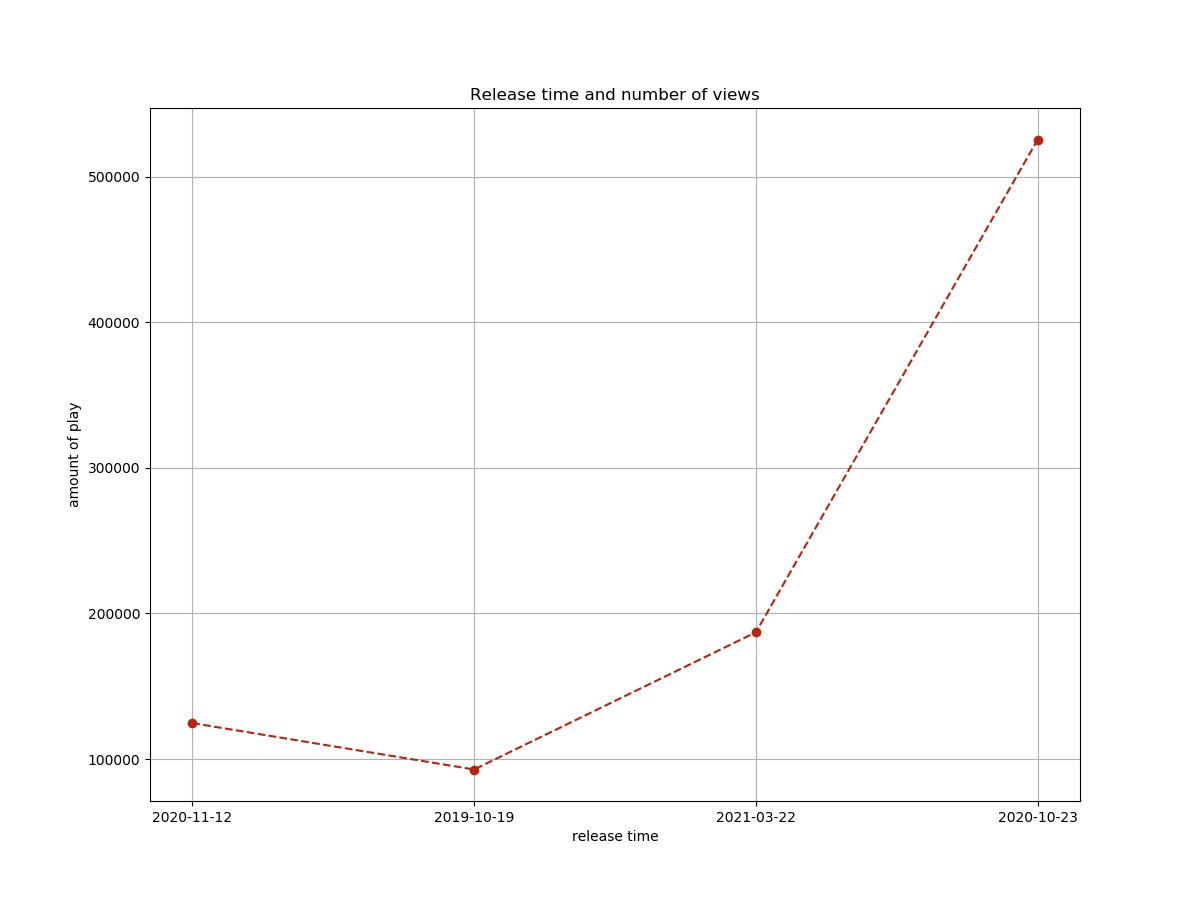 Release time and number of views
500000
400000
300000
200000
100000
amount of play
2020-11-12 2019-10-19 2021-03-22 2020-10-23
release time